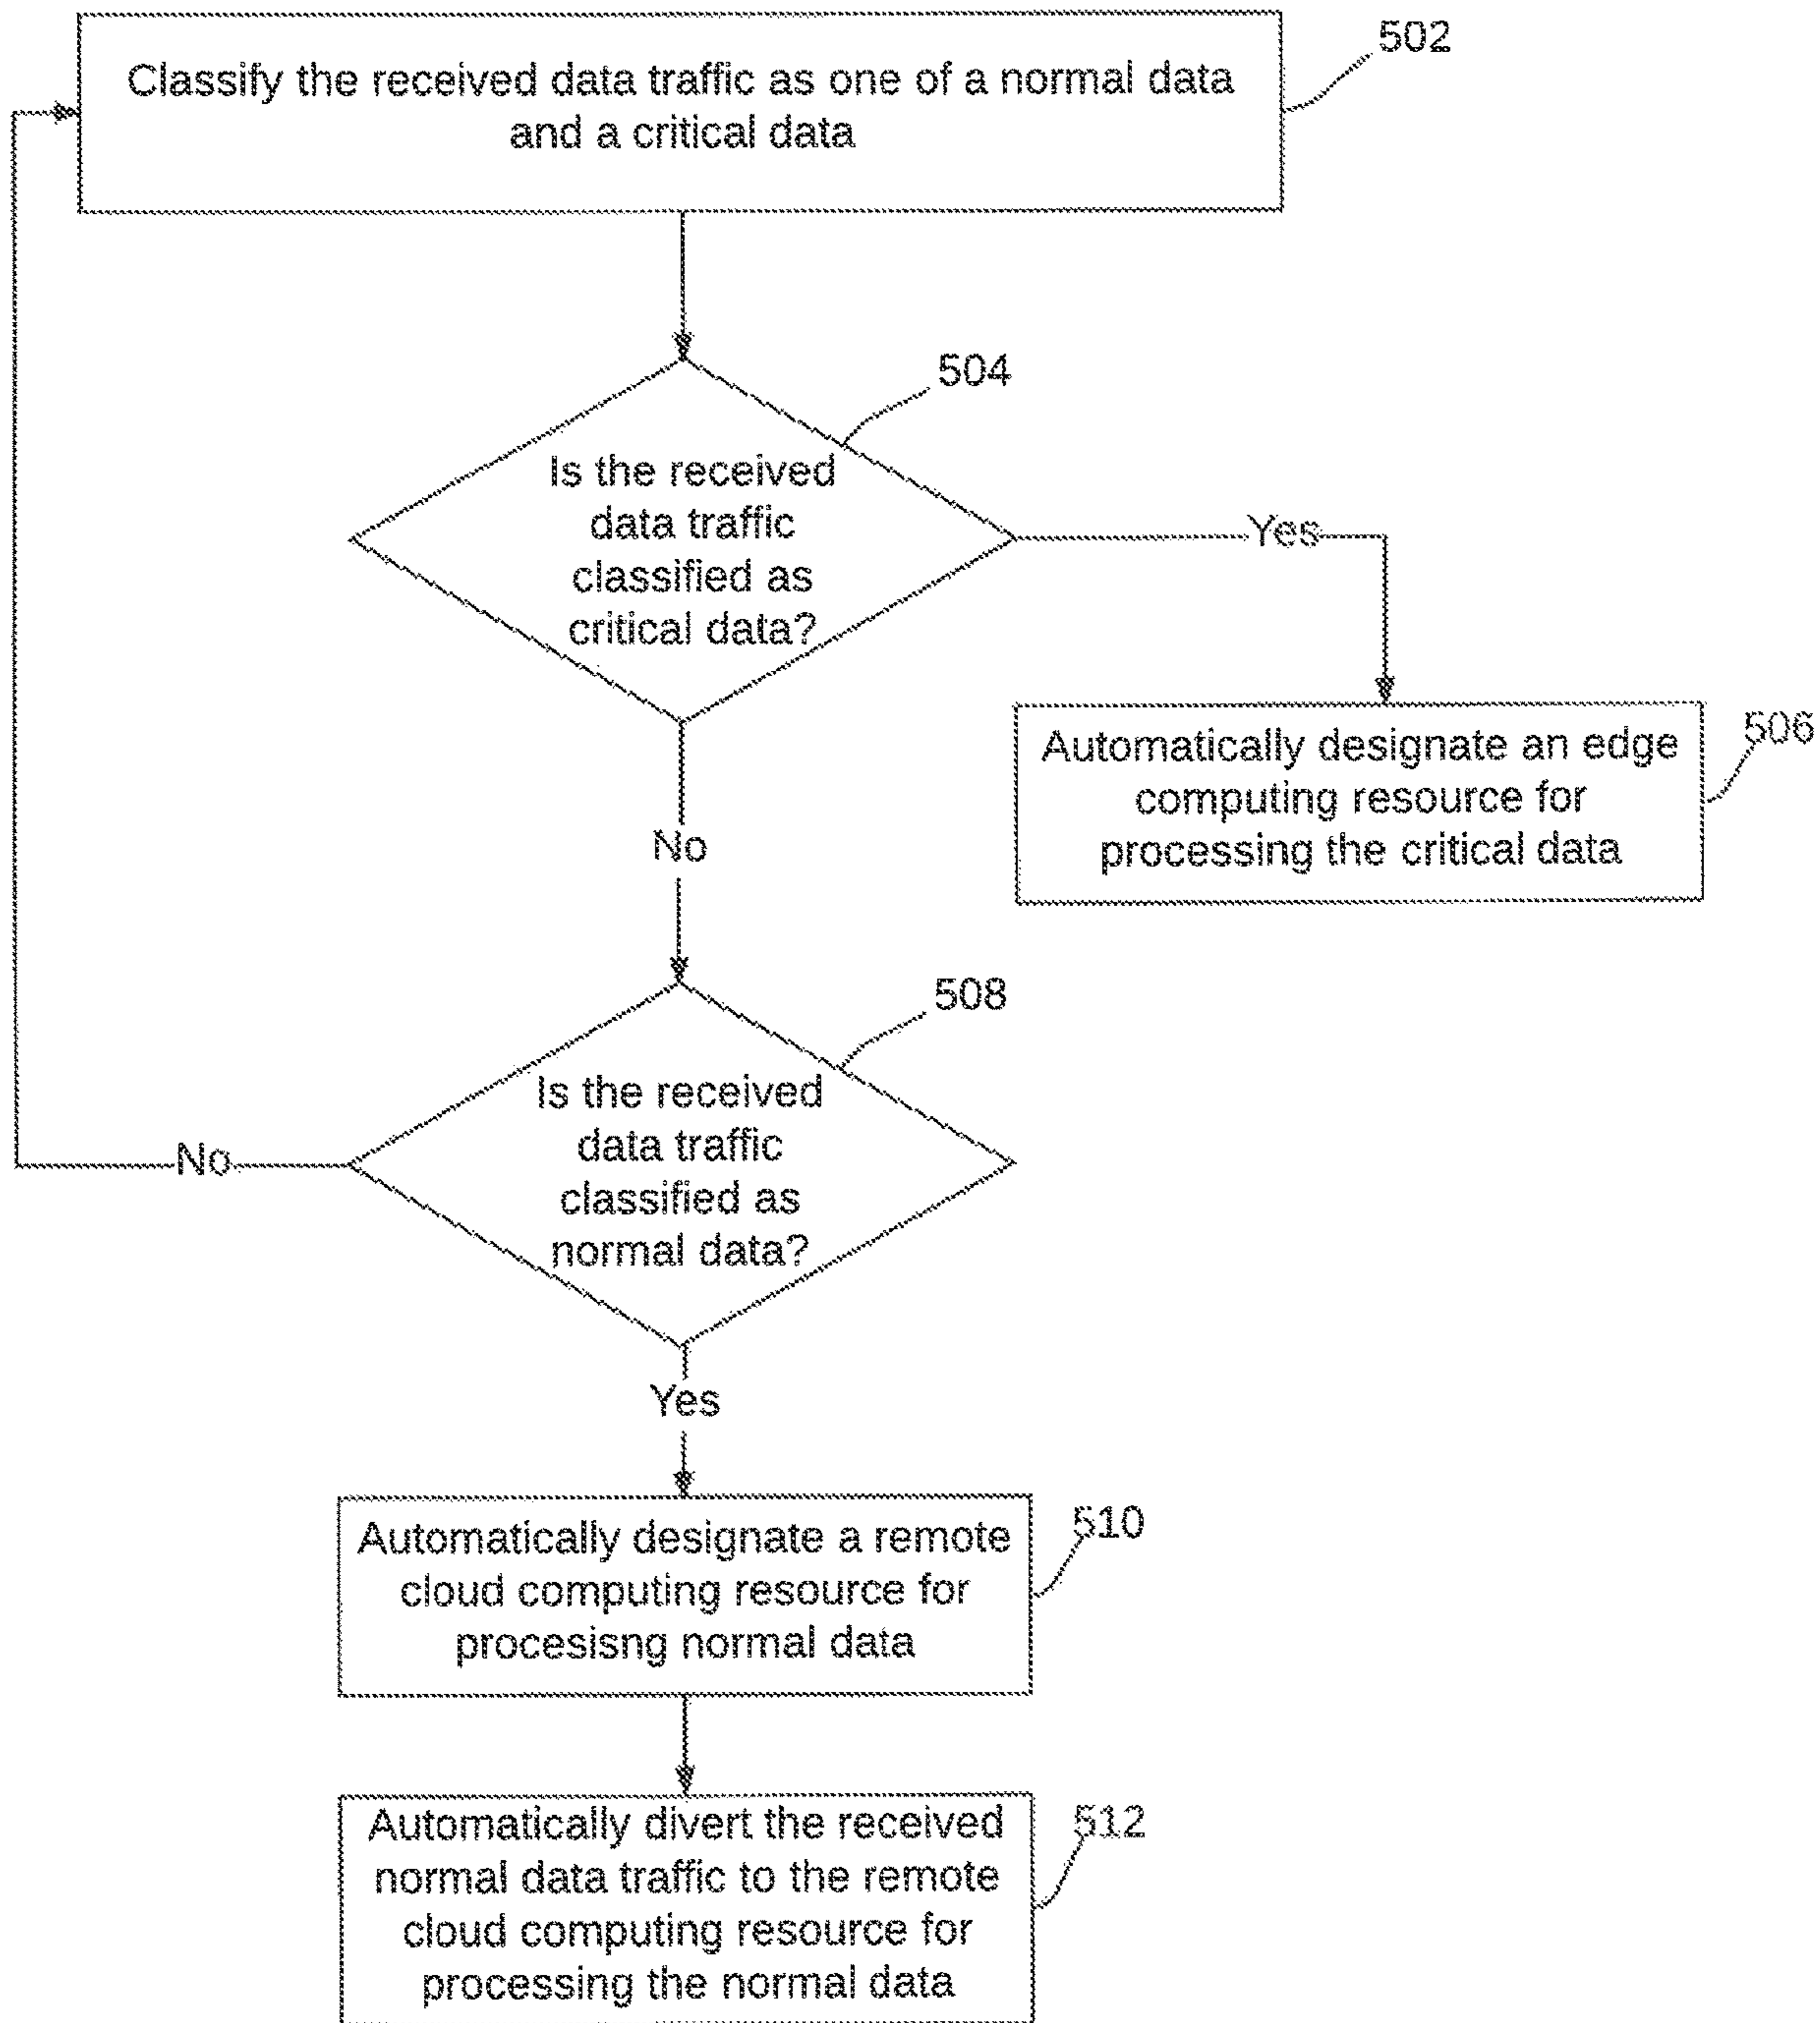 502
Classify the received data traffic as one of a normal data
and a critical data
504
Is the received
data traffic
classified as
critical data?
Yes
506
Automatically designate an edge
computing resource for
processing the critical data
No
508
Is the received
data traffic
classified as
normal data?
No
Yes
510
Automatically designate a remote
cloud computing resource for
procesisng normal data
512
Automatically divert the received
normal data traffic to the remote
cloud computing resource for
processing the normal data